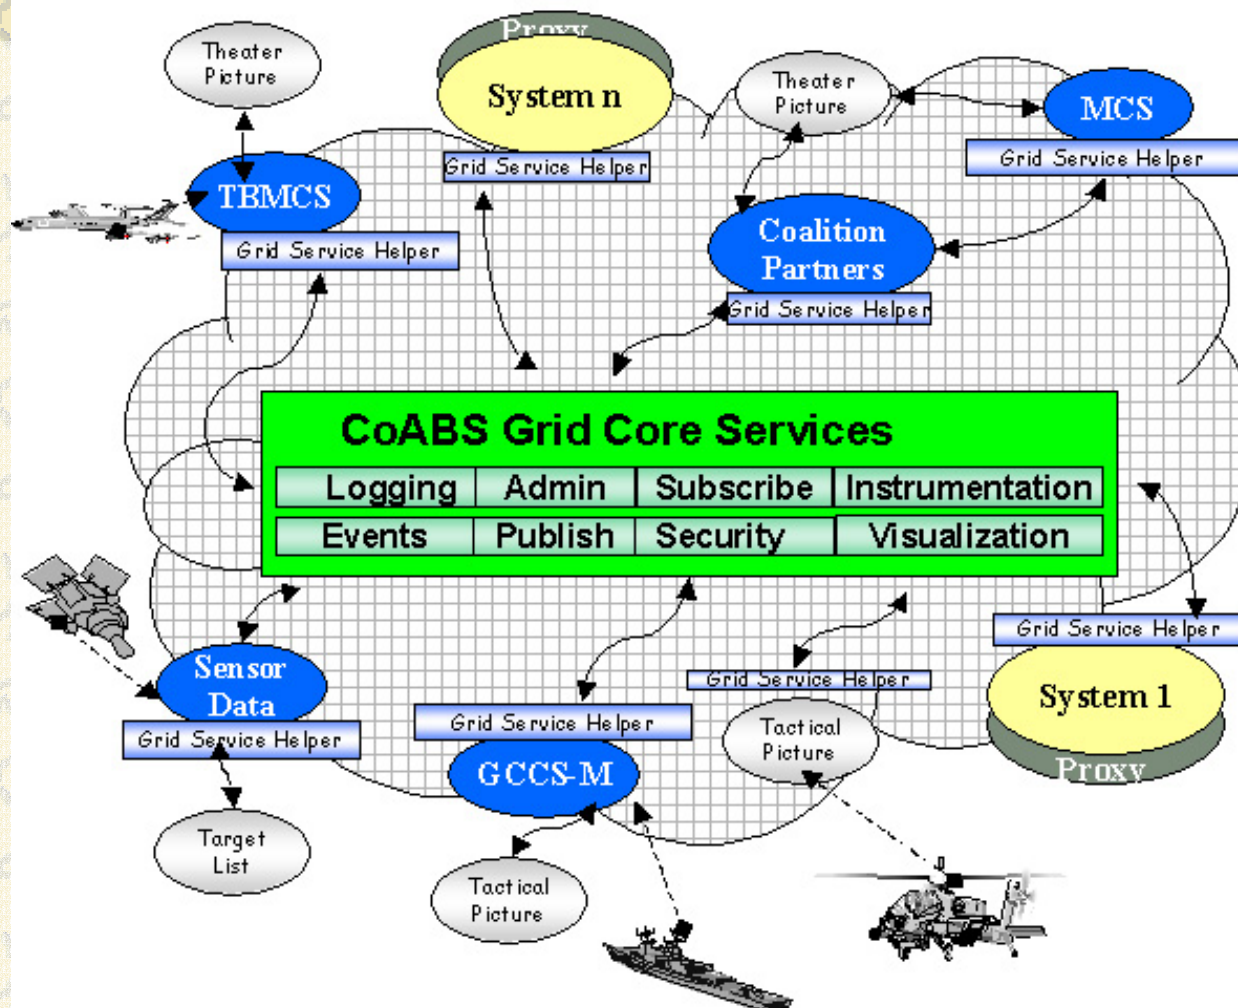 Proxy
Theater
Picture
System n
Theater
Picture
MCS
Grid Service Helper
Grid Service Helper
TBMCS
Grid Service Helper
Coalition
Partners
Grid Service Helper
CoABS Grid Core Services
Logging Admin Subscribe Instrumentation
Events Publish Security Visualization
Grid Service Helper
Sensor
Data
Grid Service Helper
Grid Service Helper
System 1
Proxy
Grid Service Helper
GCCS-M
Tactical
Picture
Target
List
Tactical
Picture